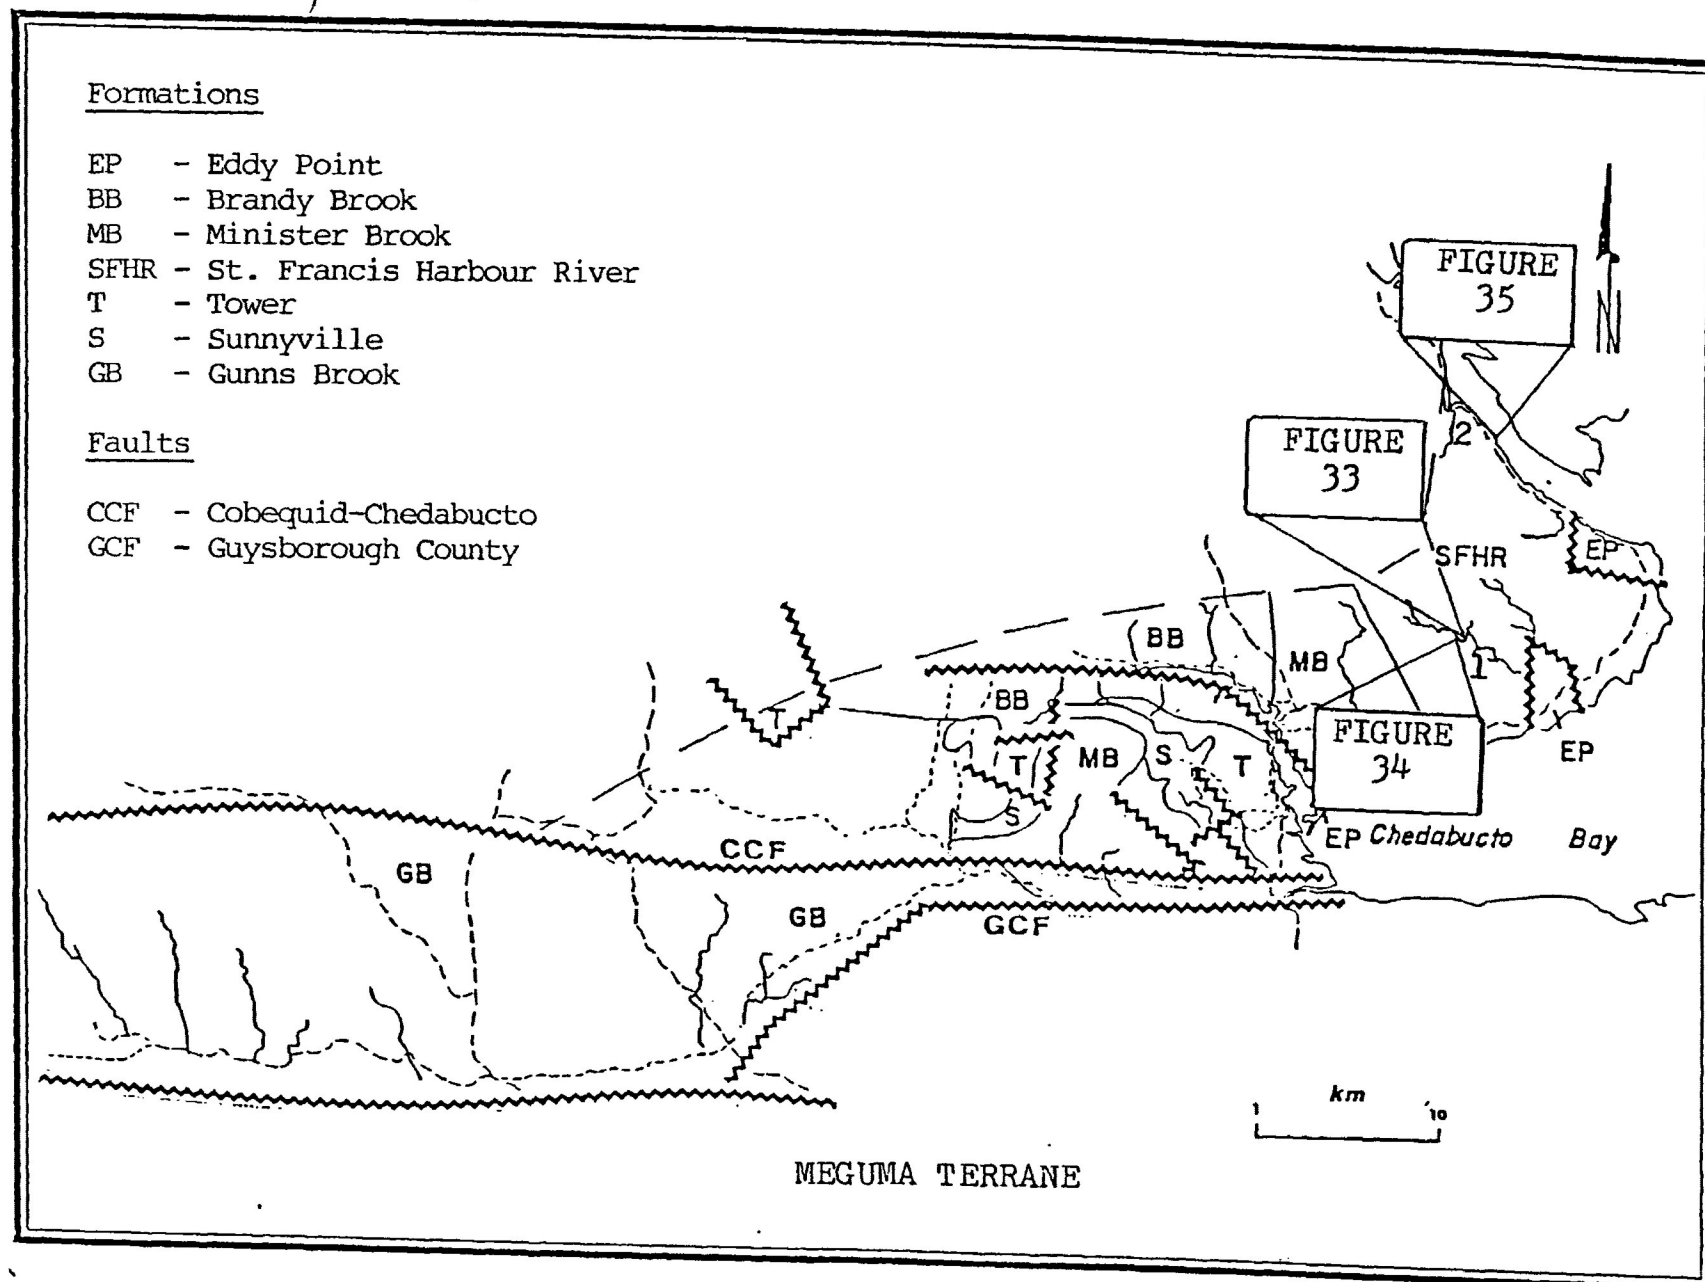 Formations
EP - Eddy Point
BB - Brandy Brook
MB - Minister Brook
SFHR - St. Francis Harbour River
T - Tower
S - Sunnyville
GB - Gunns Brook
Faults
CCF - Cobequid-Chedabucto
GCF - Guysborough County
N
FIGURE
35
2
FIGURE
33
SFHR
EP
BB
MB
1
BB
T
FIGURE
34
EP
T
MB
S
T
S
EP Chedabucto Bay
CCF
GB
GB
GCF
km
10
MEGUMA TERRANE